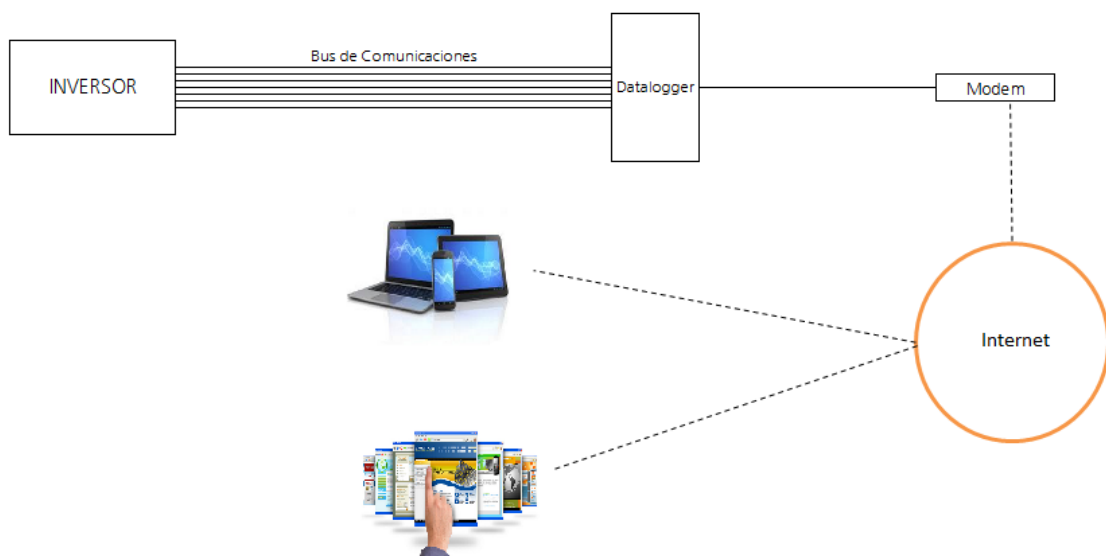 Bus de Comunicaciones
INVERSOR
Datalogger
Modem
Internet